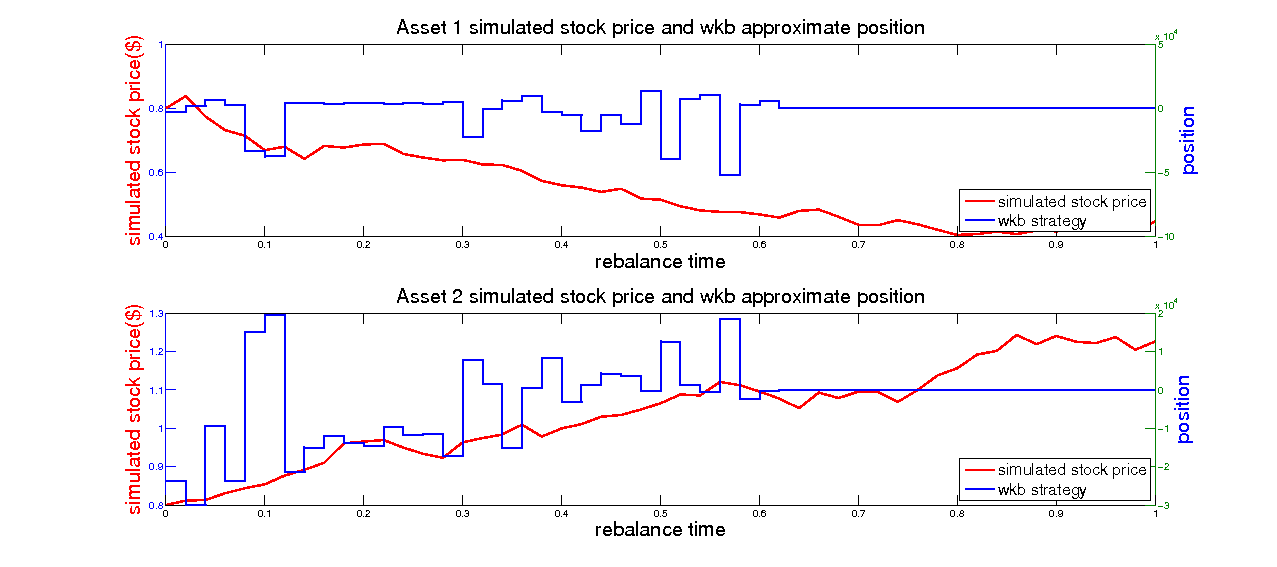 Asset 1 simulated stock price and wkb approximate position
x 10^4
simulated stock price($)
1
0.8
0.6
0.4
5
0
-5
-10
position
simulated stock price
wkb strategy
0 0.1 0.2 0.3 0.4 0.5 0.6 0.7 0.8 0.9 1
rebalance time
Asset 2 simulated stock price and wkb approximate position
x 10^4
simulated stock price($)
1.3
1.2
1.1
1
0.9
0.8
2
1
0
-1
-2
-3
position
simulated stock price
wkb strategy
0 0.1 0.2 0.3 0.4 0.5 0.6 0.7 0.8 0.9 1
rebalance time